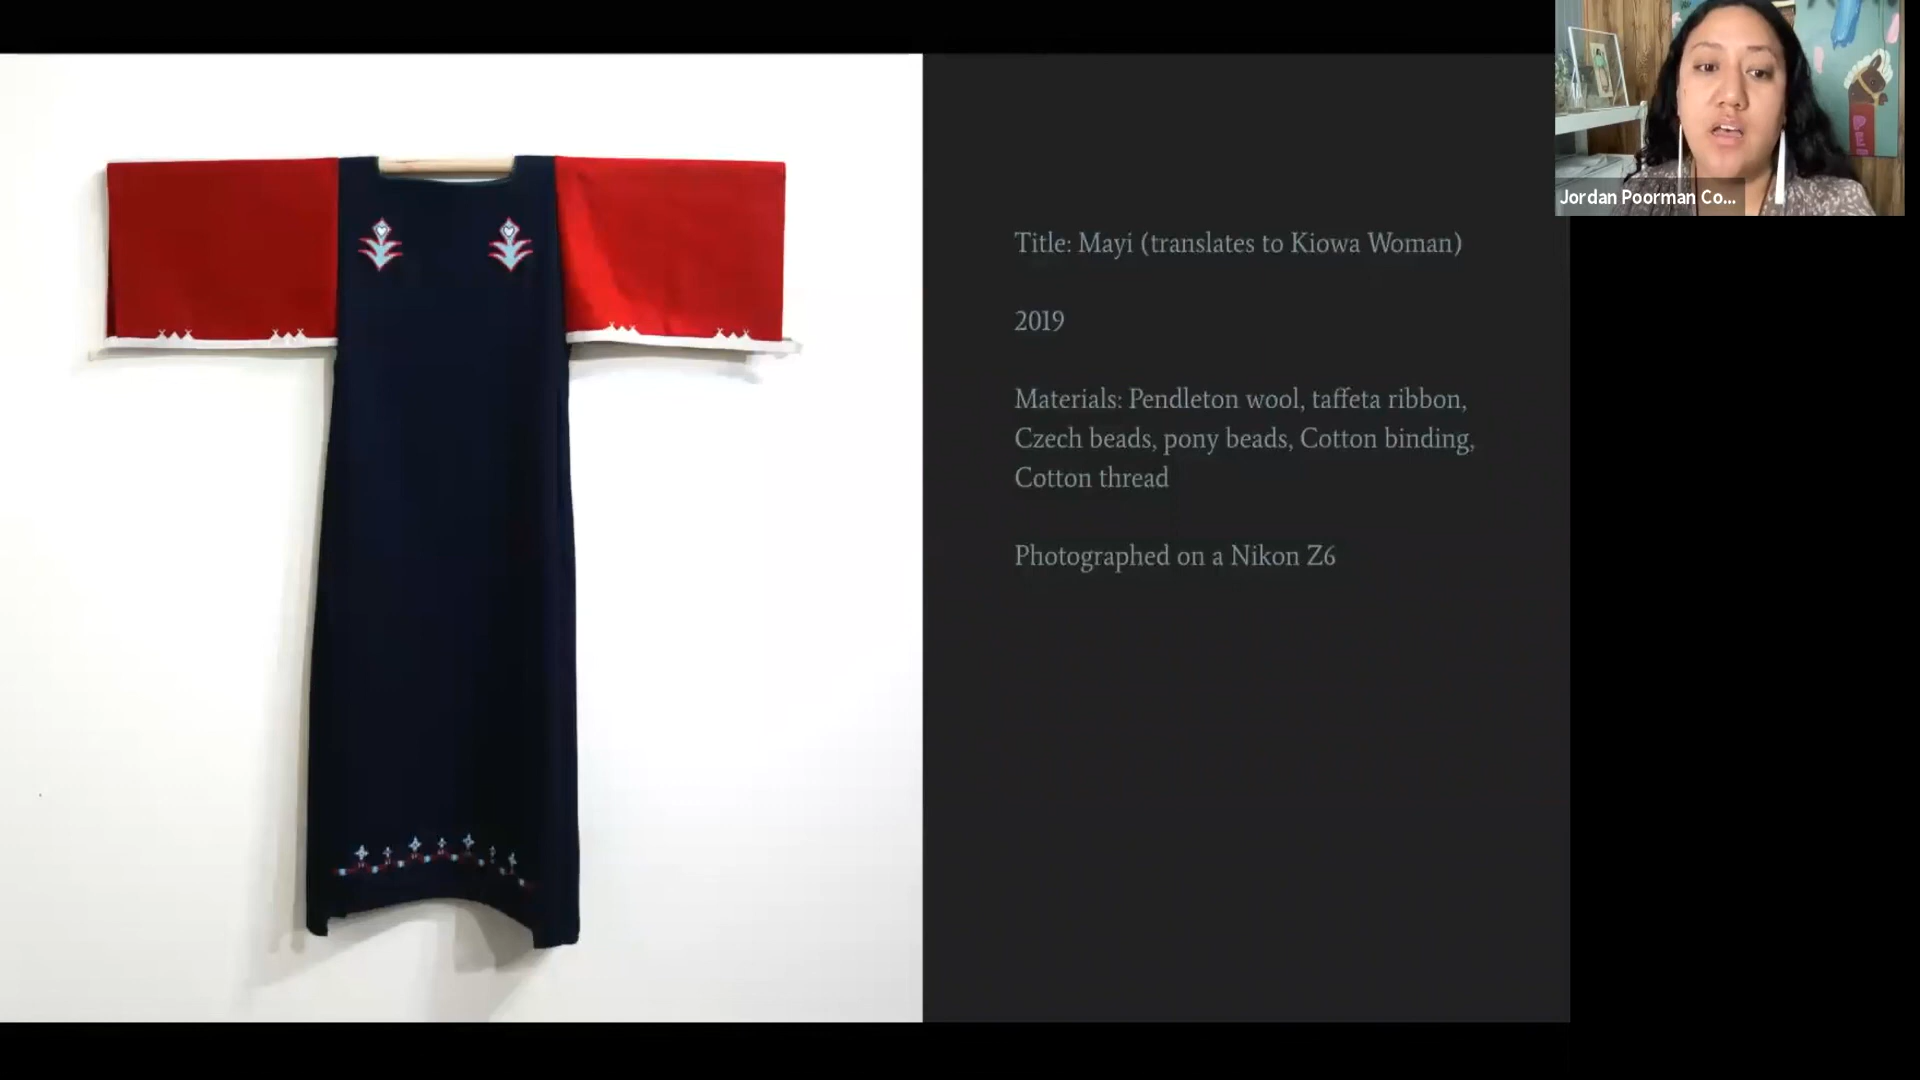 Title: Mayi (translates to Kiowa Woman)
2019
Materials: Pendleton wool, taffeta ribbon,
Czech beads, pony beads, Cotton binding,
Cotton thread
Photographed on a Nikon Z6
Jordan Poorman Co...
PE